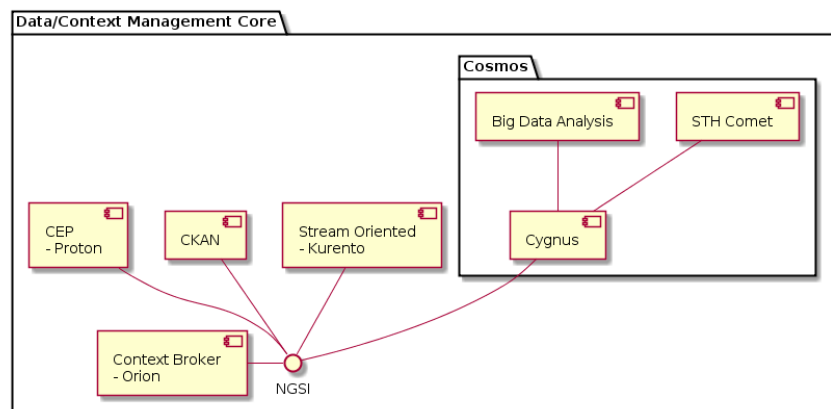 Data/Context Management Core
Cosmos
Big Data Analysis
STH Comet
CEP
- Proton
CKAN
Stream Oriented
- Kurento
Cygnus
Context Broker
- Orion
NGSI